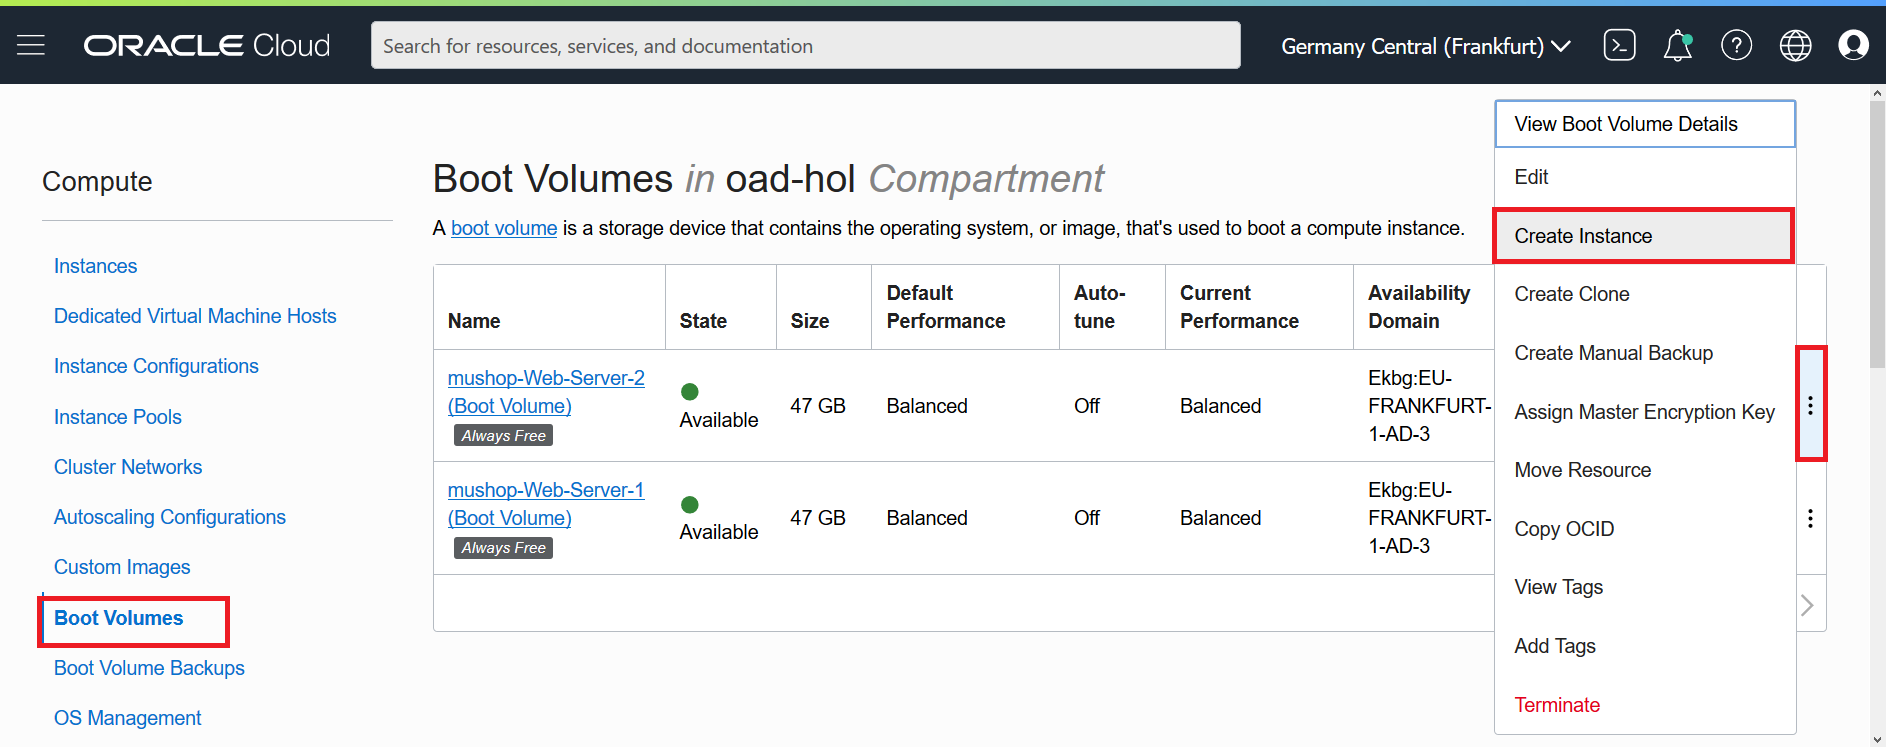 ORACLE Cloud
Search for resources, services, and documentation
Germany Central (Frankfurt)
Compute
Instances
Dedicated Virtual Machine Hosts
Instance Configurations
Instance Pools
Cluster Networks
Autoscaling Configurations
Custom Images
Boot Volumes
Boot Volume Backups
OS Management
Boot Volumes in oad-hol Compartment
A boot volume is a storage device that contains the operating system, or image, that's used to boot a compute instance.
Name
State
Size
Default
Performance
Auto-
tune
Current
Performance
Availability
Domain
mushop-Web-Server-2
(Boot Volume)
Always Free
Available
47 GB
Balanced
Off
Balanced
Ekbg:EU-
FRANKFURT-
1-AD-3
mushop-Web-Server-1
(Boot Volume)
Always Free
Available
47 GB
Balanced
Off
Balanced
Ekbg:EU-
FRANKFURT-
1-AD-3
View Boot Volume Details
Edit
Create Instance
Create Clone
Create Manual Backup
Assign Master Encryption Key
Move Resource
Copy OCID
View Tags
Add Tags
Terminate